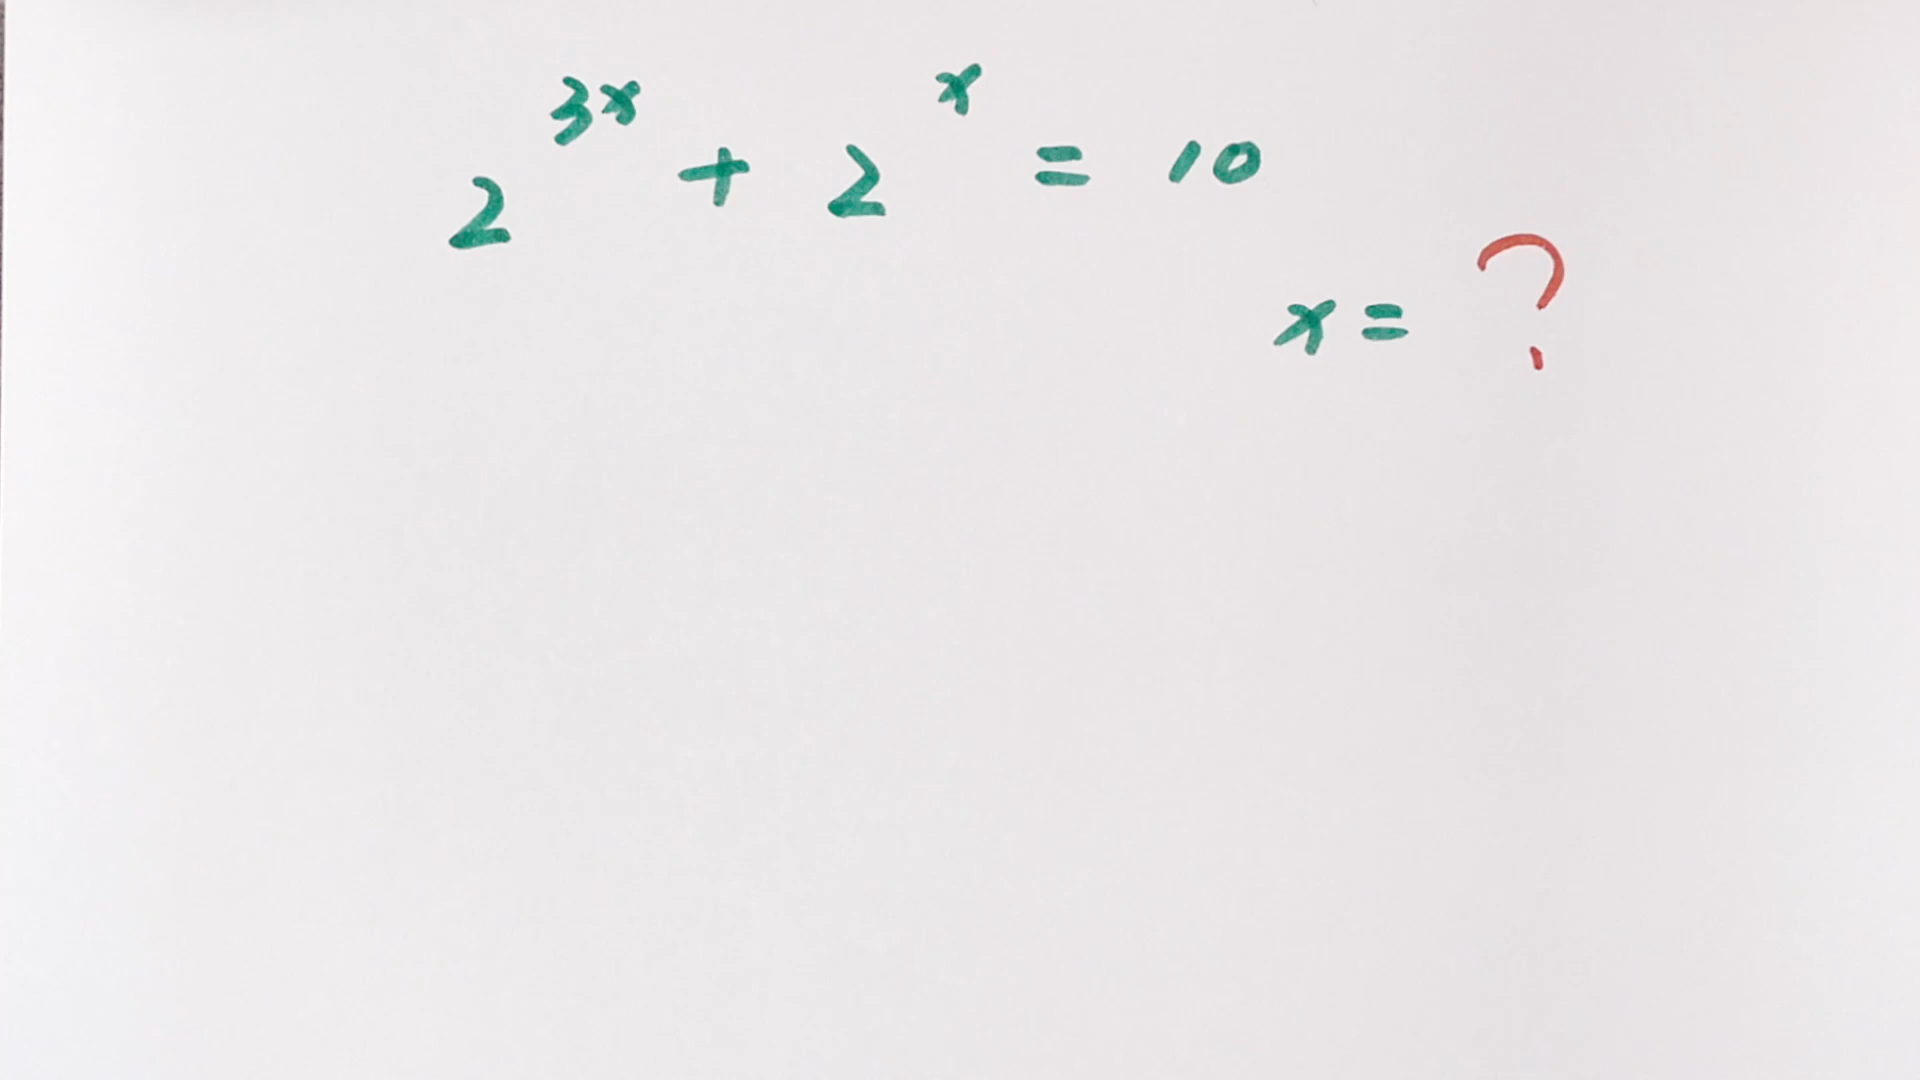 2^{3x} + 2^x = 10
x = ?